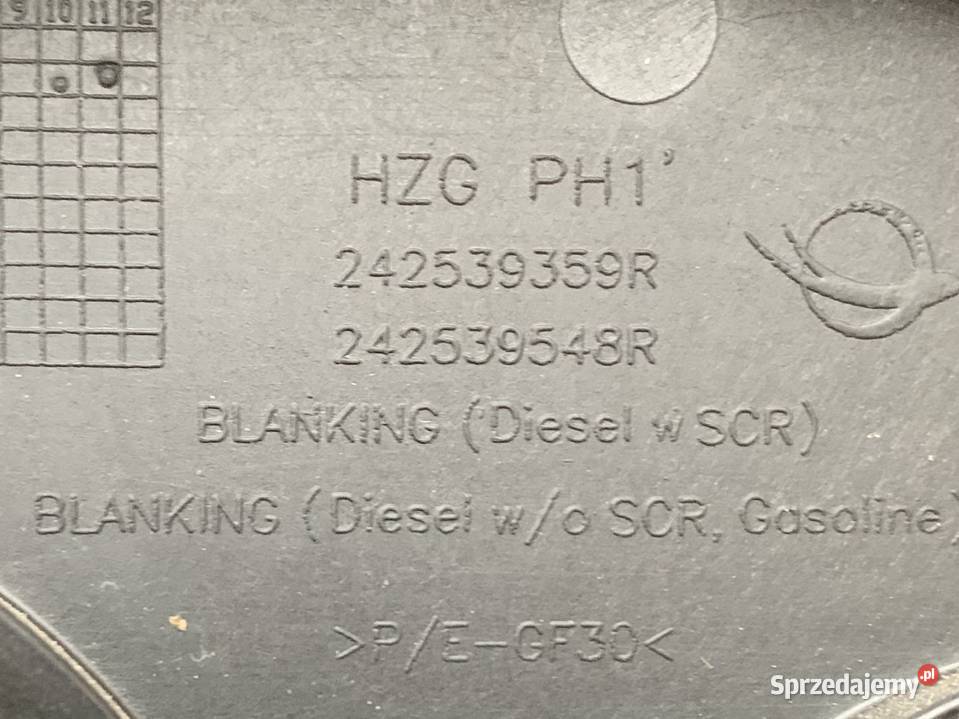 9 10 11 12
HZG PH1'
242539359R
242539548R
BLANKING (Diesel w SCR)
BLANKING (Diesel w/o SCR, Gasoline)
>P/E-GF30<
Sprzedajemy.pl